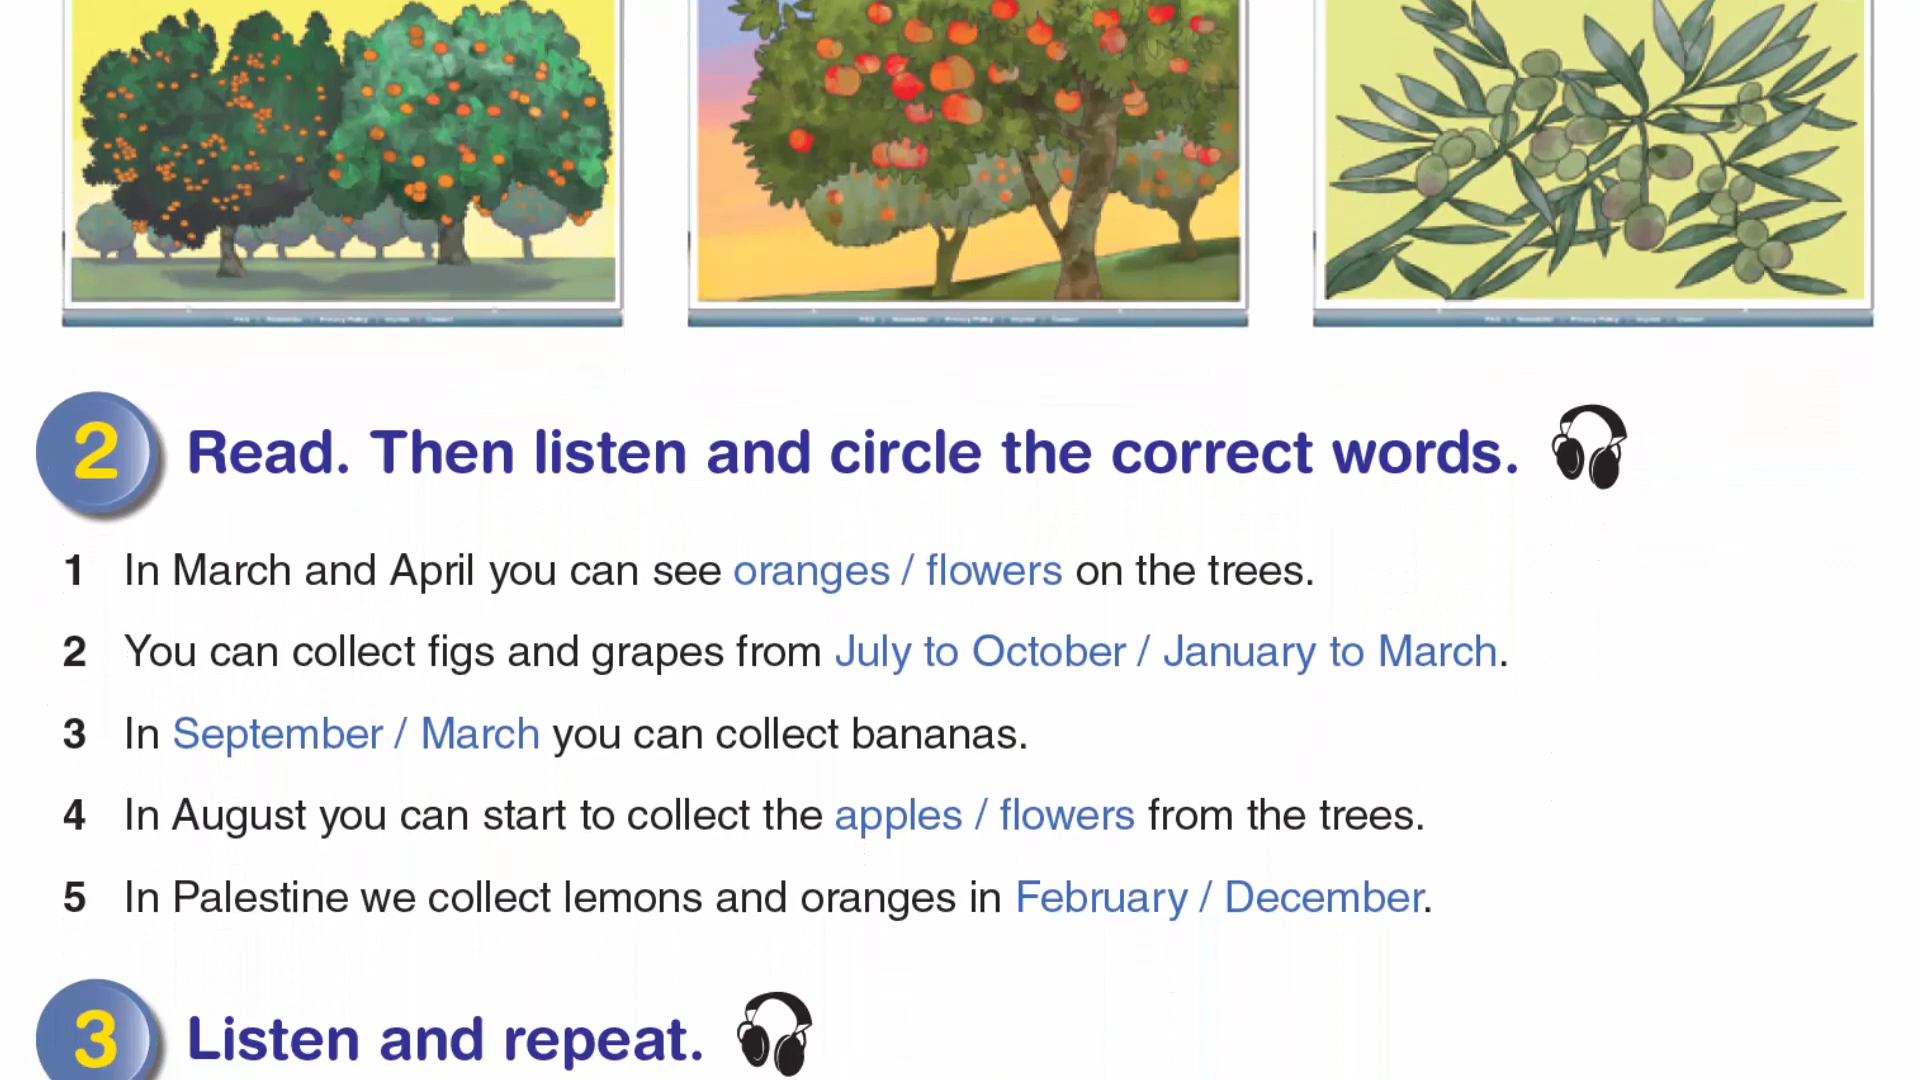 2 Read. Then listen and circle the correct words.
1 In March and April you can see oranges / flowers on the trees.
2 You can collect figs and grapes from July to October / January to March.
3 In September / March you can collect bananas.
4 In August you can start to collect the apples / flowers from the trees.
5 In Palestine we collect lemons and oranges in February / December.
3 Listen and repeat.